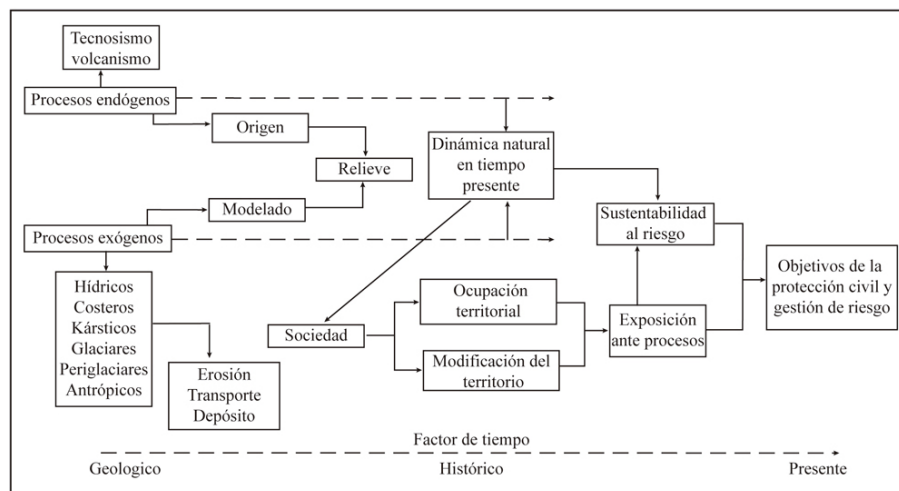 Tecnosismo
volcanismo
Procesos endógenos
Origen
Relieve
Modelado
Procesos exógenos
Hídricos
Costeros
Kársticos
Glaciares
Periglaciares
Antrópicos
Erosión
Transporte
Depósito
Dinámica natural
en tiempo
presente
Sociedad
Ocupación
territorial
Modificación del
territorio
Sustentabilidad
al riesgo
Exposición
ante procesos
Objetivos de la
protección civil y
gestión de riesgo
Factor de tiempo
Geologico
Histórico
Presente